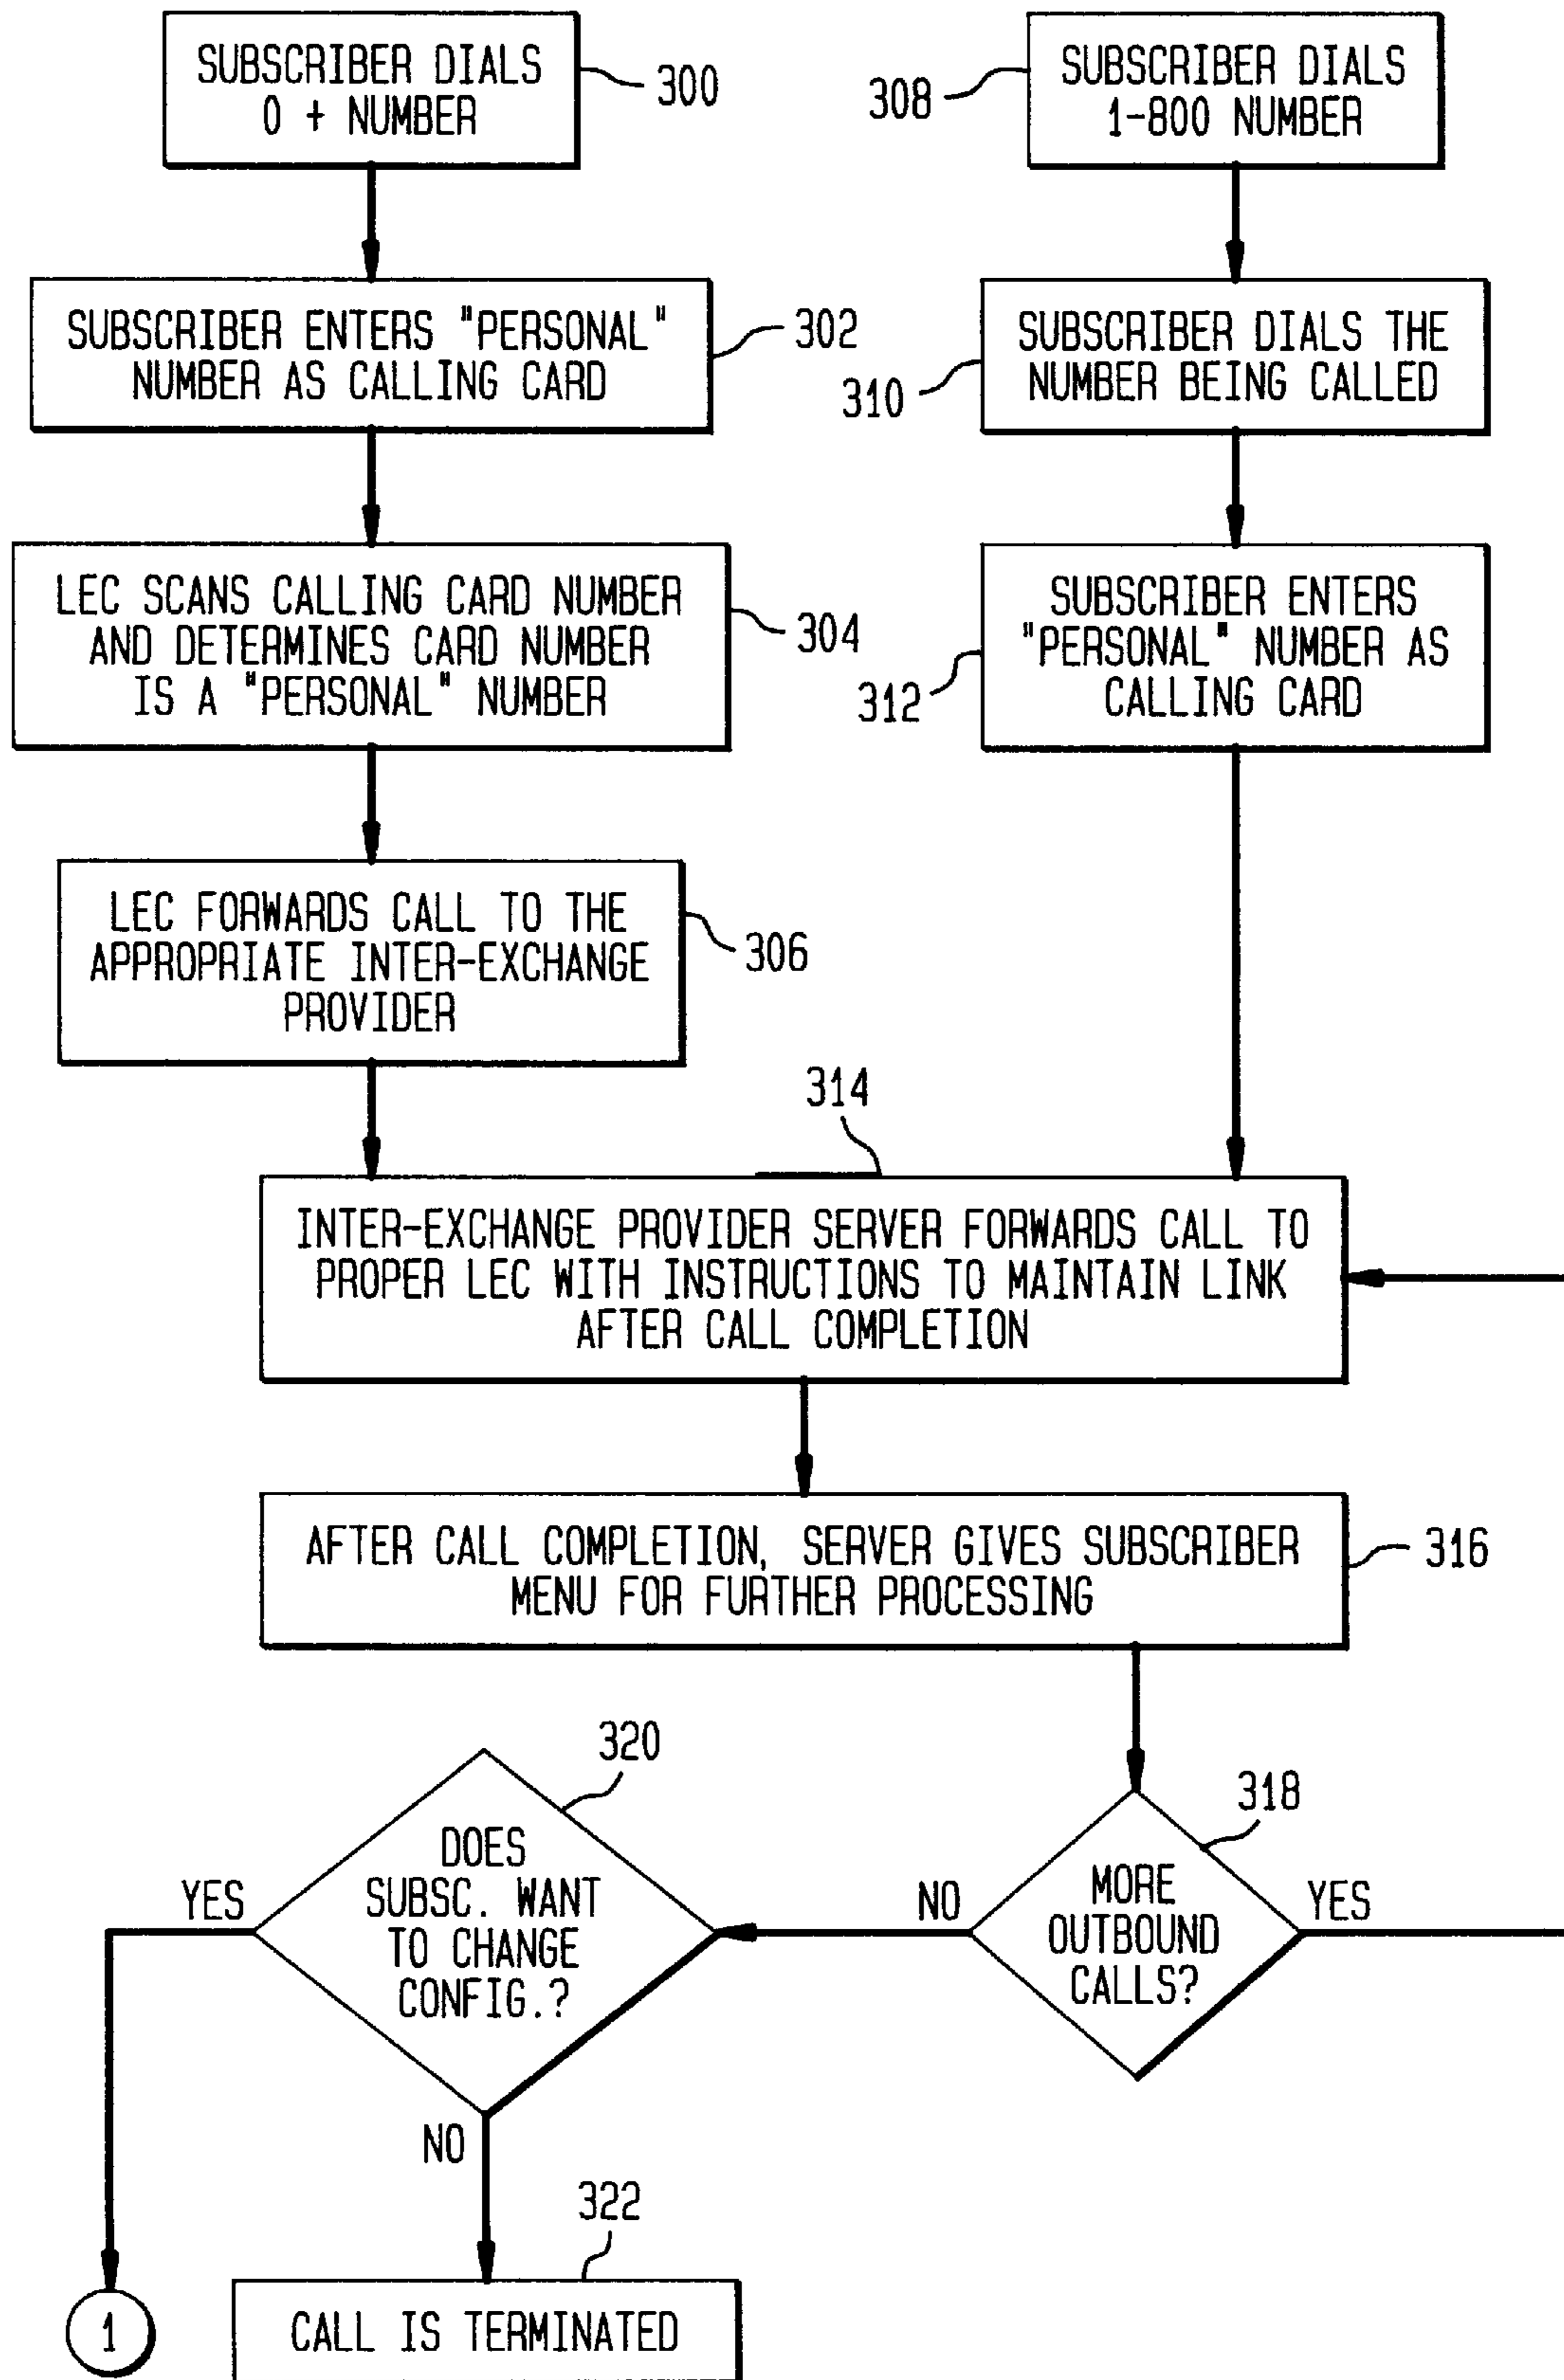 SUBSCRIBER DIALS
0 + NUMBER
300
308
SUBSCRIBER DIALS
1-800 NUMBER
SUBSCRIBER ENTERS "PERSONAL"
NUMBER AS CALLING CARD
302
310
SUBSCRIBER DIALS THE
NUMBER BEING CALLED
LEC SCANS CALLING CARD NUMBER
AND DETERMINES CARD NUMBER
IS A "PERSONAL" NUMBER
304
312
SUBSCRIBER ENTERS
"PERSONAL" NUMBER AS
CALLING CARD
LEC FORWARDS CALL TO THE
APPROPRIATE INTER-EXCHANGE
PROVIDER
306
314
INTER-EXCHANGE PROVIDER SERVER FORWARDS CALL TO
PROPER LEC WITH INSTRUCTIONS TO MAINTAIN LINK
AFTER CALL COMPLETION
AFTER CALL COMPLETION, SERVER GIVES SUBSCRIBER
MENU FOR FURTHER PROCESSING
316
320
DOES
SUBSC. WANT
TO CHANGE
CONFIG.?
YES
NO
318
MORE
OUTBOUND
CALLS?
NO
YES
322
1
CALL IS TERMINATED